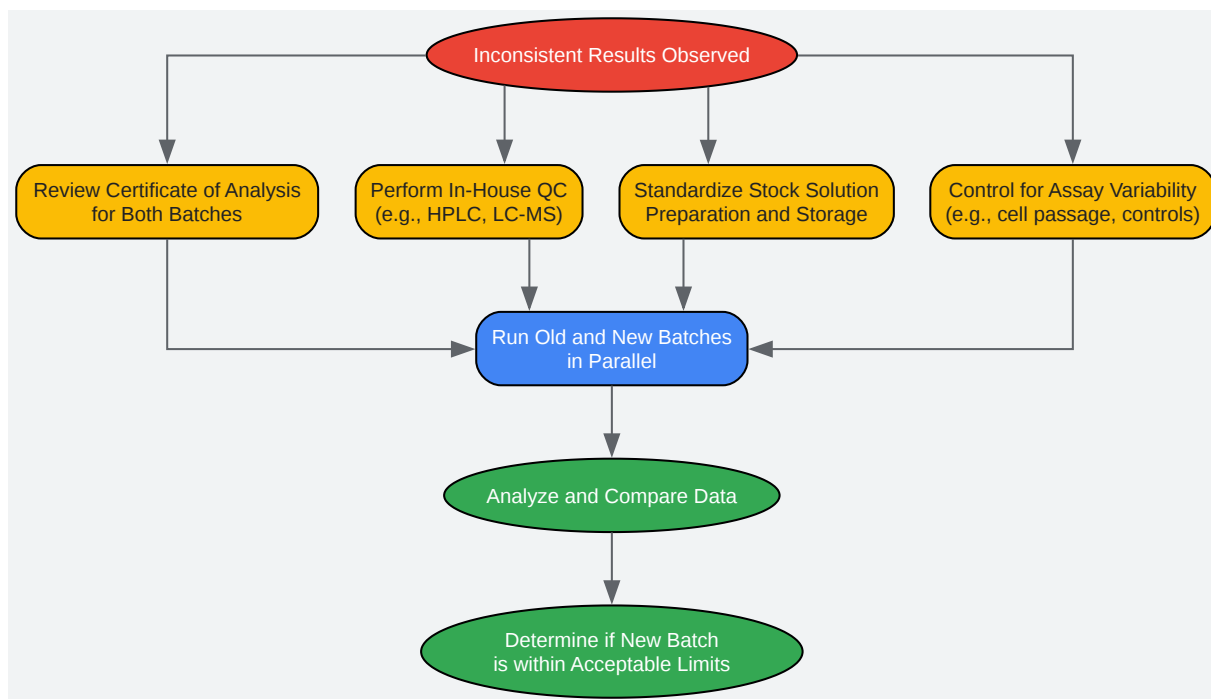 Inconsistent Results Observed
Review Certificate of Analysis
for Both Batches
Perform In-House QC
(e.g., HPLC, LC-MS)
Standardize Stock Solution
Preparation and Storage
Control for Assay Variability
(e.g., cell passage, controls)
Run Old and New Batches
in Parallel
Analyze and Compare Data
Determine if New Batch
is within Acceptable Limits